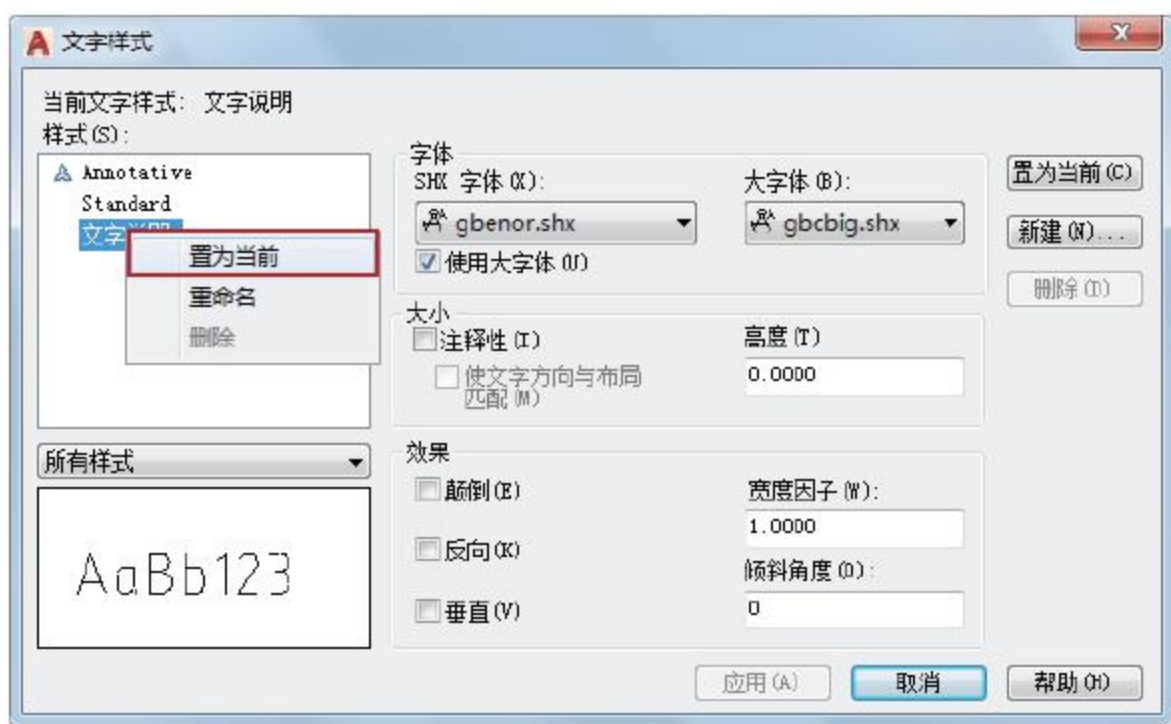 文字样式
当前文字样式： 文字说明
样式(S):
Annotative
Standard
文字
置为当前
重命名
删除
所有样式
AaBb123
字体
SHX 字体(X):
gbenor.shx
使用大字体(U)
大字体(B):
gbcbig.shx
大小
注释性(I)
使文字方向与布局
匹配(M)
高度(T)
0.0000
效果
颠倒(E)
反向(K)
垂直(V)
宽度因子(W):
1.0000
倾斜角度(O):
0
置为当前(C)
新建(N)...
删除(D)
应用(A)
取消
帮助(H)